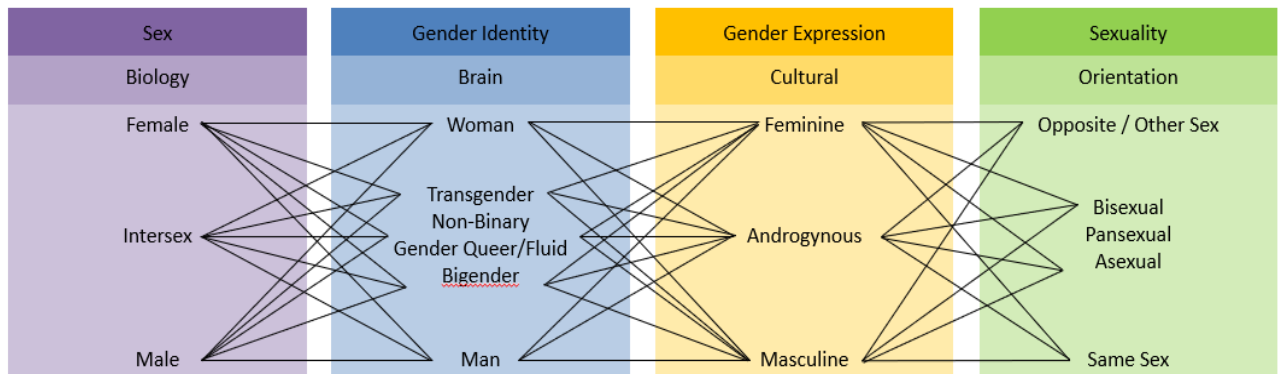 Sex
Gender Identity
Gender Expression
Sexuality
Biology
Brain
Cultural
Orientation
Female
Woman
Feminine
Opposite / Other Sex
Transgender
Non-Binary
Gender Queer/Fluid
Bigender
Intersex
Androgynous
Bisexual
Pansexual
Asexual
Male
Man
Masculine
Same Sex